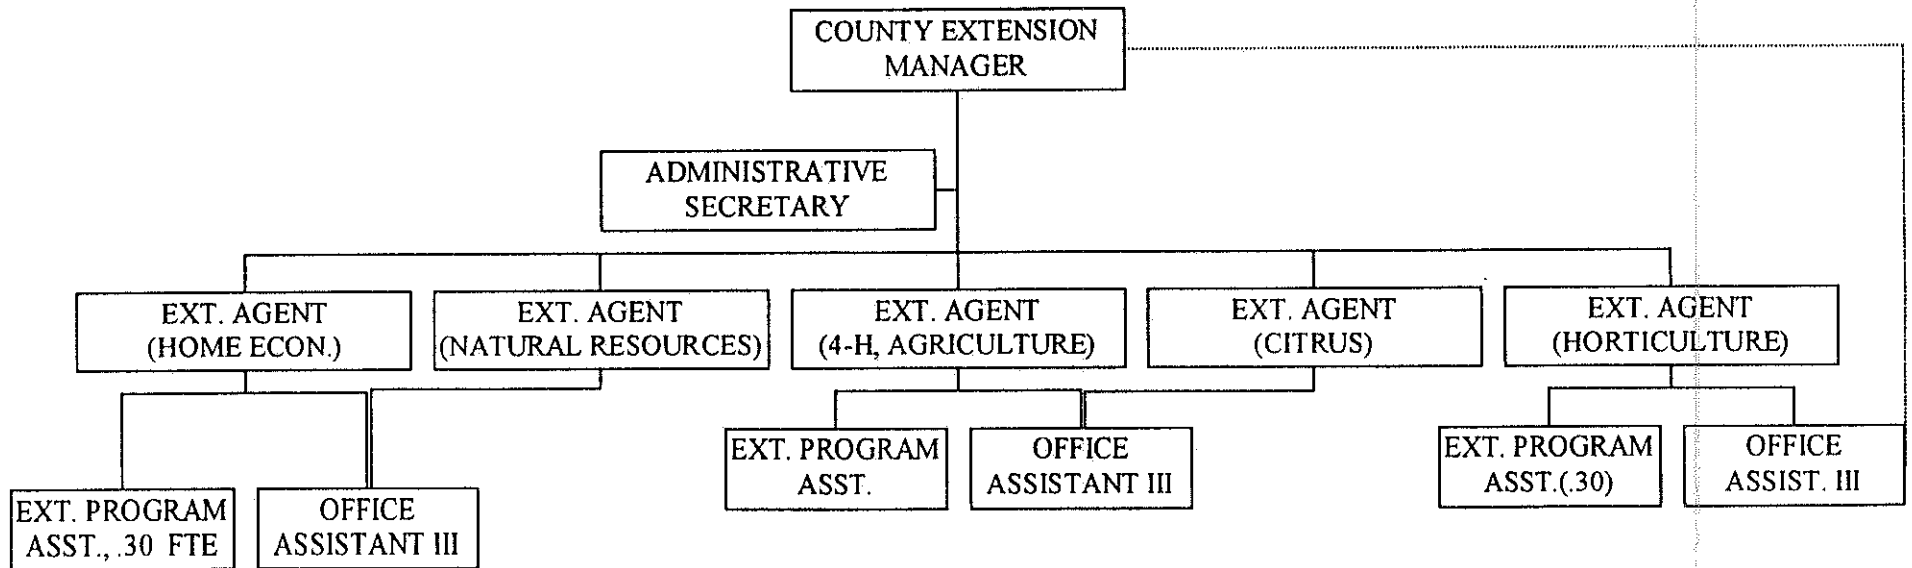 COUNTY EXTENSION
MANAGER
ADMINISTRATIVE
SECRETARY
EXT. AGENT
(HOME ECON.)
EXT. AGENT
(NATURAL RESOURCES)
EXT. AGENT
(4-H, AGRICULTURE)
EXT. AGENT
(CITRUS)
EXT. AGENT
(HORTICULTURE)
EXT. PROGRAM
ASST., .30 FTE
OFFICE
ASSISTANT III
EXT. PROGRAM
ASST.
OFFICE
ASSISTANT III
EXT. PROGRAM
ASST.(.30)
OFFICE
ASSIST. III